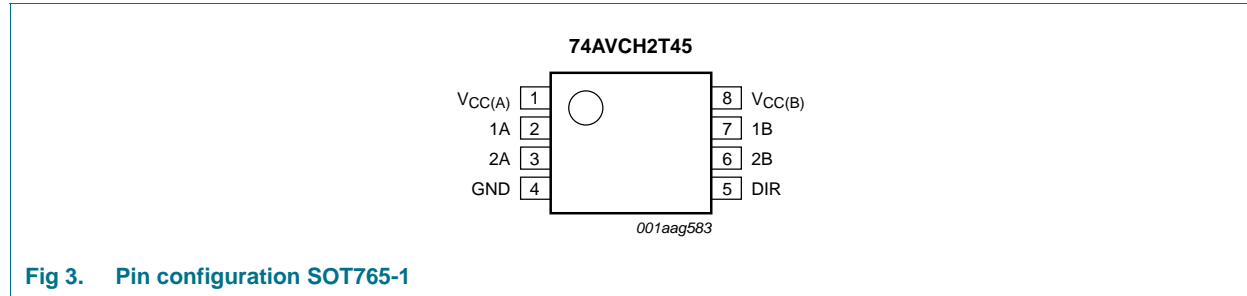 74AVCH2T45
VCC(A) 1 8 VCC(B)
1A 2 7 1B
2A 3 6 2B
GND 4 5 DIR
001aag583
Fig 3. Pin configuration SOT765-1